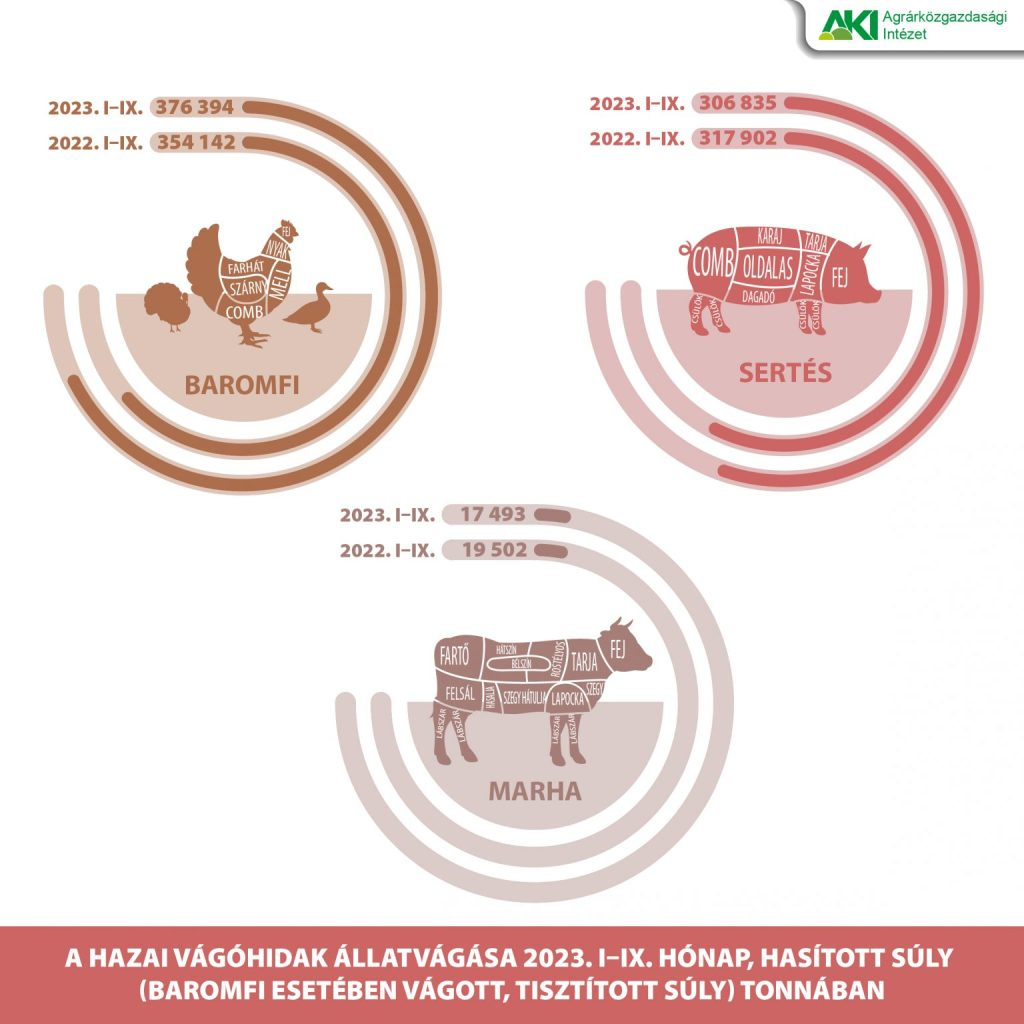 AKI Agrárközgazdasági
Intézet
2023. I–IX. 376 394
2022. I–IX. 354 142
FEJ
NYAK
MELL
FARHÁT
SZÁRNY
COMB
BAROMFI
2023. I–IX. 306 835
2022. I–IX. 317 902
COMB
KARAJ
TARJA
OLDALAS
LAPOCKA
FEJ
DAGADÓ
CSÜLÖK
CSÜLÖK
CSÜLÖK
CSÜLÖK
SERTÉS
2023. I–IX. 17 493
2022. I–IX. 19 502
FARTŐ
HÁTSZÍN
BÉLSZÍN
ROSTÉLYOS
TARJA
FEJ
FELSÁL
HASALJA
SZEGY HÁTULJA
LAPOCKA
SZEGY
LÁBSZÁR
LÁBSZÁR
LÁBSZÁR
LÁBSZÁR
MARHA
A HAZAI VÁGÓHIDAK ÁLLATVÁGÁSA 2023. I–IX. HÓNAP, HASÍTOTT SÚLY
(BAROMFI ESETÉBEN VÁGOTT, TISZTÍTOTT SÚLY) TONNÁBAN